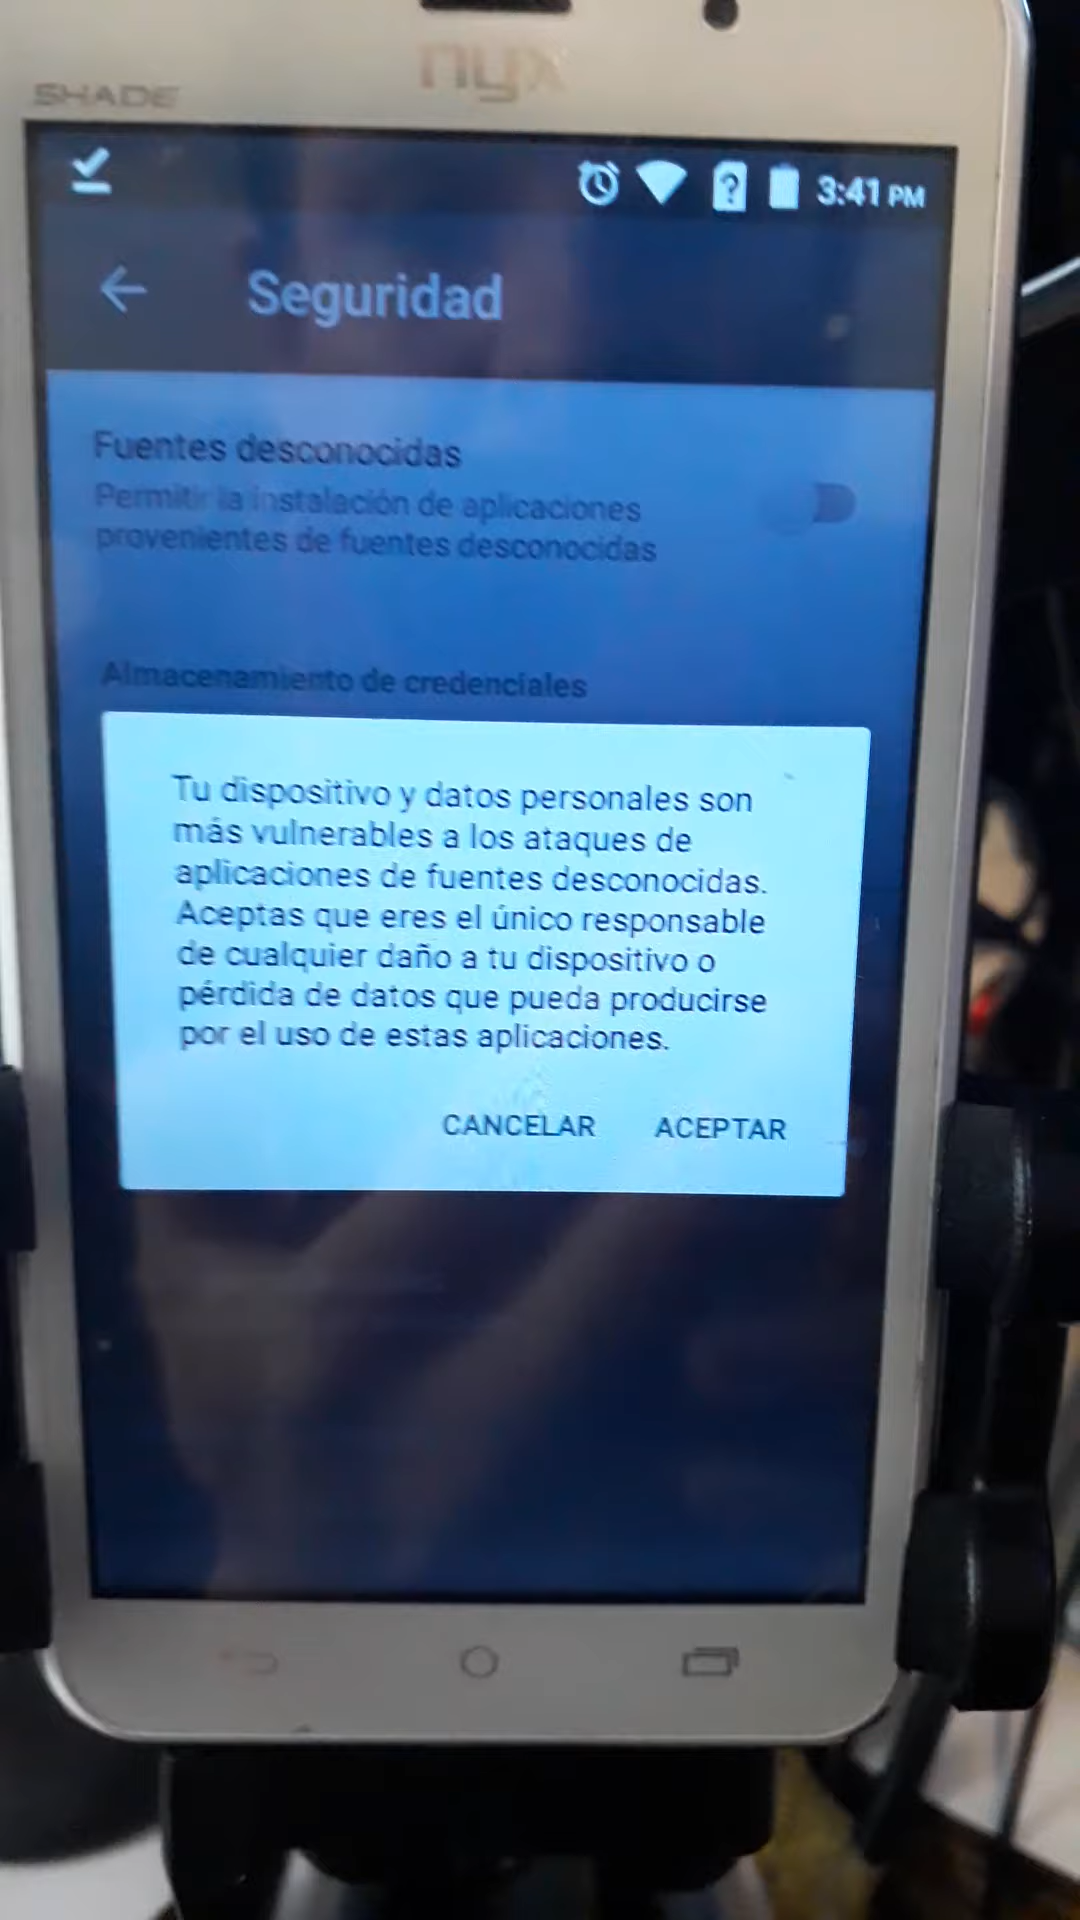 nyx
SHADE
3:41 PM
Seguridad
Fuentes desconocidas
Permitir la instalación de aplicaciones
provenientes de fuentes desconocidas
Almacenamiento de credenciales
Tu dispositivo y datos personales son
más vulnerables a los ataques de
aplicaciones de fuentes desconocidas.
Aceptas que eres el único responsable
de cualquier daño a tu dispositivo o
pérdida de datos que pueda producirse
por el uso de estas aplicaciones.
CANCELAR ACEPTAR